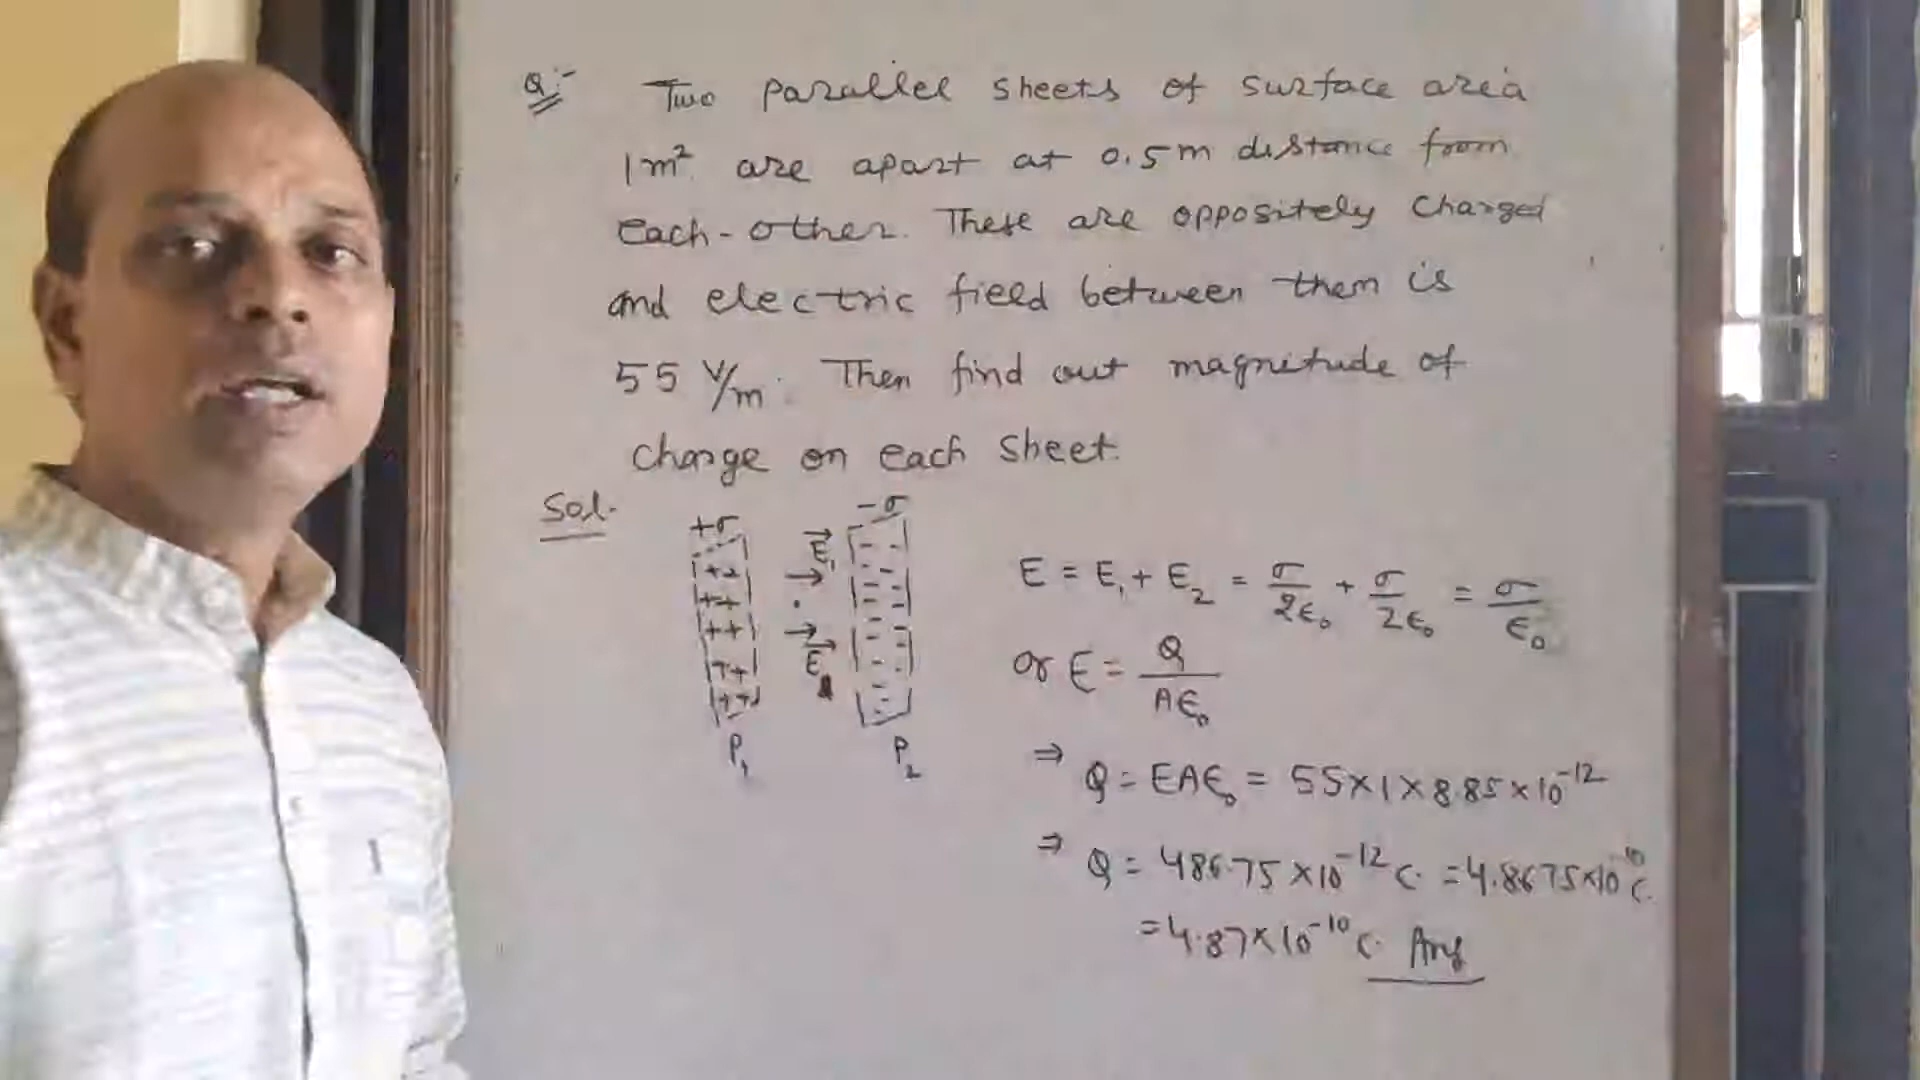 Q:- Two parallel sheets of surface area
1m² are apart at 0.5m distance from
each-other. These are oppositely charged
and electric field between them is
55 V/m. Then find out magnitude of
charge on each sheet.
Sol.
+σ -σ
E⃗₁
E⃗
P₁ P₂
E = E₁ + E₂ = σ/2ε₀ + σ/2ε₀ = σ/ε₀
or E = Q/Aε₀
⇒ Q = EAε₀ = 55×1×8.85×10⁻¹²
⇒ Q = 486.75×10⁻¹² C. = 4.8675×10⁻¹⁰ C.
= 4.87×10⁻¹⁰ C. Ans